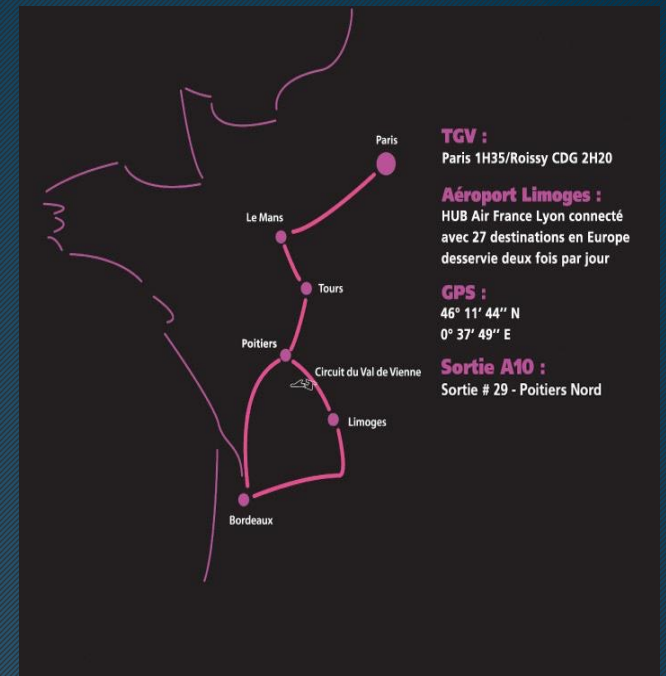 Paris
Le Mans
Tours
Poitiers
Circuit du Val de Vienne
Limoges
Bordeaux
TGV :
Paris 1H35/Roissy CDG 2H20
Aéroport Limoges :
HUB Air France Lyon connecté
avec 27 destinations en Europe
desservie deux fois par jour
GPS :
46° 11’ 44’’ N
0° 37’ 49’’ E
Sortie A10 :
Sortie # 29 - Poitiers Nord